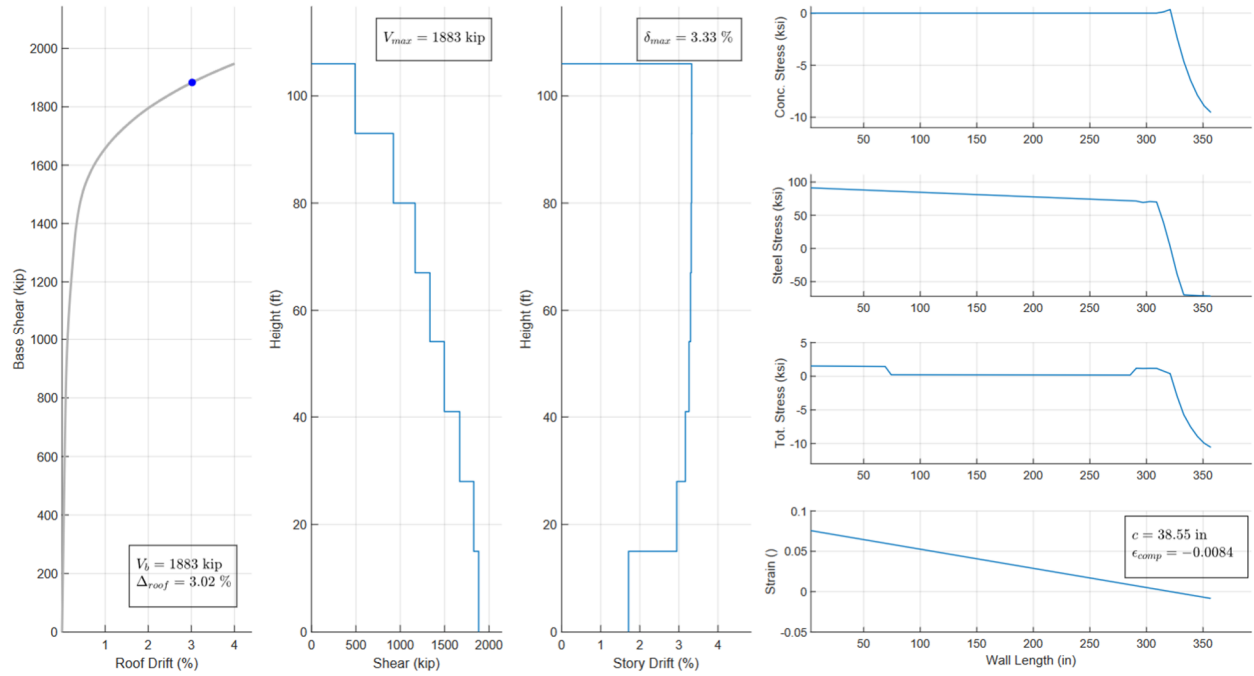 2000
1800
1600
1400
1200
1000
800
600
400
200
0
Base Shear (kip)
V_b = 1883 kip
Δ_roof = 3.02 %
1 2 3 4
Roof Drift (%)
V_max = 1883 kip
100
80
60
40
20
0
Height (ft)
0 500 1000 1500 2000
Shear (kip)
δ_max = 3.33 %
100
80
60
40
20
0
Height (ft)
0 1 2 3 4
Story Drift (%)
0
-5
-10
Conc. Stress (ksi)
50 100 150 200 250 300 350
100
50
0
-50
Steel Stress (ksi)
50 100 150 200 250 300 350
5
0
-5
-10
Tot. Stress (ksi)
50 100 150 200 250 300 350
0.1
0.05
0
-0.05
Strain ()
c = 38.55 in
ϵ_comp = −0.0084
50 100 150 200 250 300 350
Wall Length (in)